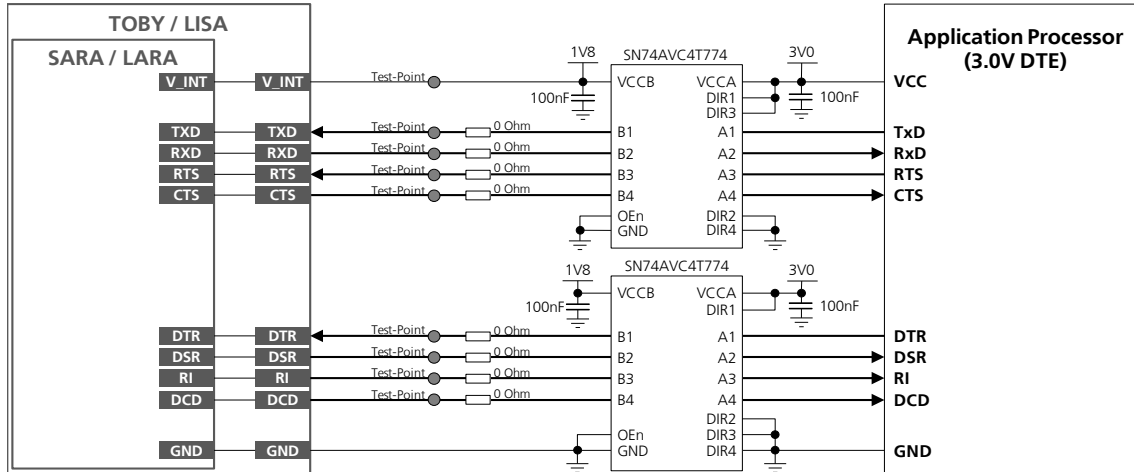 TOBY / LISA
SARA / LARA
Application Processor
(3.0V DTE)
1V8 SN74AVC4T774 3V0
V_INT V_INT Test-Point VCCB VCCA VCC
100nF DIR1 100nF
DIR3
TXD TXD Test-Point 0 Ohm B1 A1 TxD
RXD RXD Test-Point 0 Ohm B2 A2 RxD
RTS RTS Test-Point 0 Ohm B3 A3 RTS
CTS CTS Test-Point 0 Ohm B4 A4 CTS
OEn DIR2
GND DIR4
1V8 SN74AVC4T774 3V0
VCCB VCCA
100nF DIR1 100nF
DTR DTR Test-Point 0 Ohm B1 A1 DTR
DSR DSR Test-Point 0 Ohm B2 A2 DSR
RI RI Test-Point 0 Ohm B3 A3 RI
DCD DCD Test-Point 0 Ohm B4 A4 DCD
DIR2
OEn DIR3
GND GND GND DIR4 GND